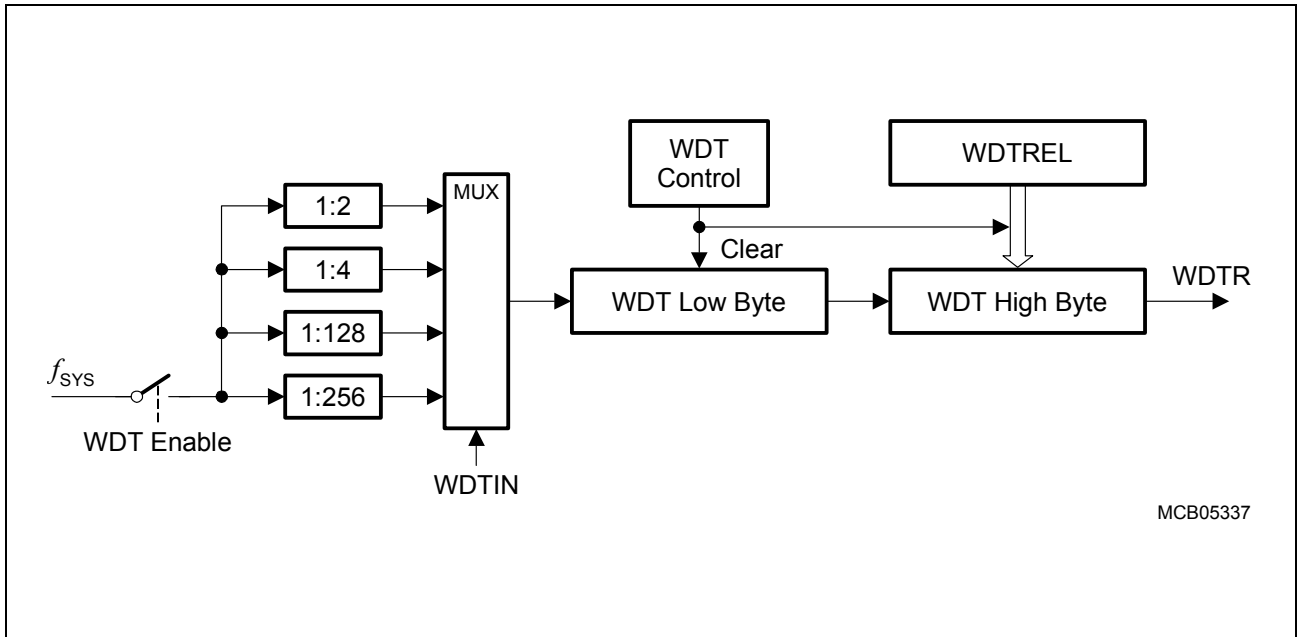 WDT
Control
WDTREL
MUX
1:2
1:4
1:128
1:256
Clear
WDT Low Byte
WDT High Byte
WDTR
fSYS
WDT Enable
WDTIN
MCB05337